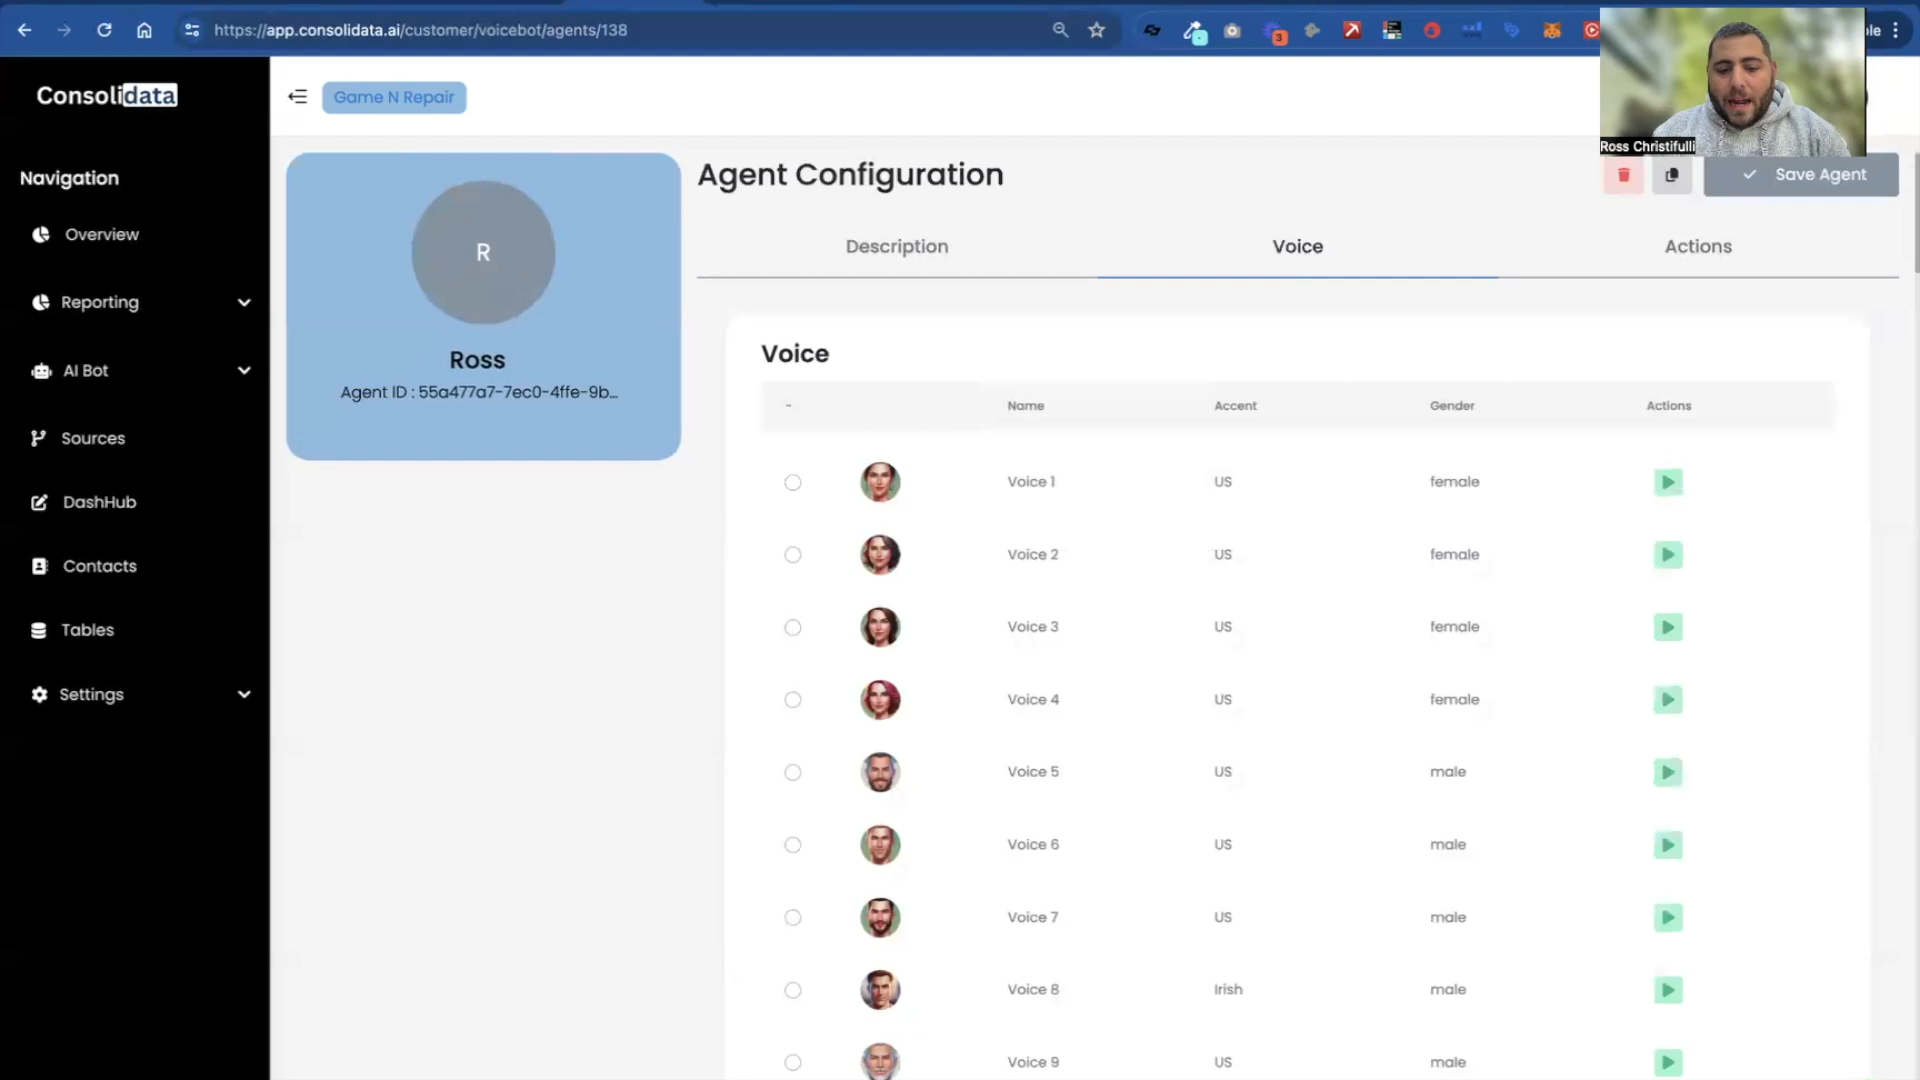 https://app.consolidata.ai/customer/voicebot/agents/138
3
le
Consolidata
Game N Repair
Ross Christifulli
Navigation
Overview
Reporting
AI Bot
Sources
DashHub
Contacts
Tables
Settings
R
Ross
Agent ID : 55a477a7-7ec0-4ffe-9b...
Agent Configuration
Save Agent
Description Voice Actions
Voice
- Name Accent Gender Actions
Voice 1 US female
Voice 2 US female
Voice 3 US female
Voice 4 US female
Voice 5 US male
Voice 6 US male
Voice 7 US male
Voice 8 Irish male
Voice 9 US male